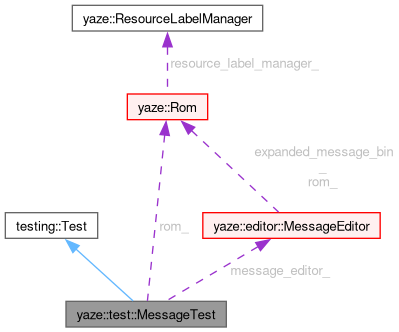 yaze::ResourceLabelManager
resource_label_manager_
yaze::Rom
expanded_message_bin
_
rom_
testing::Test
rom_
yaze::editor::MessageEditor
message_editor_
yaze::test::MessageTest